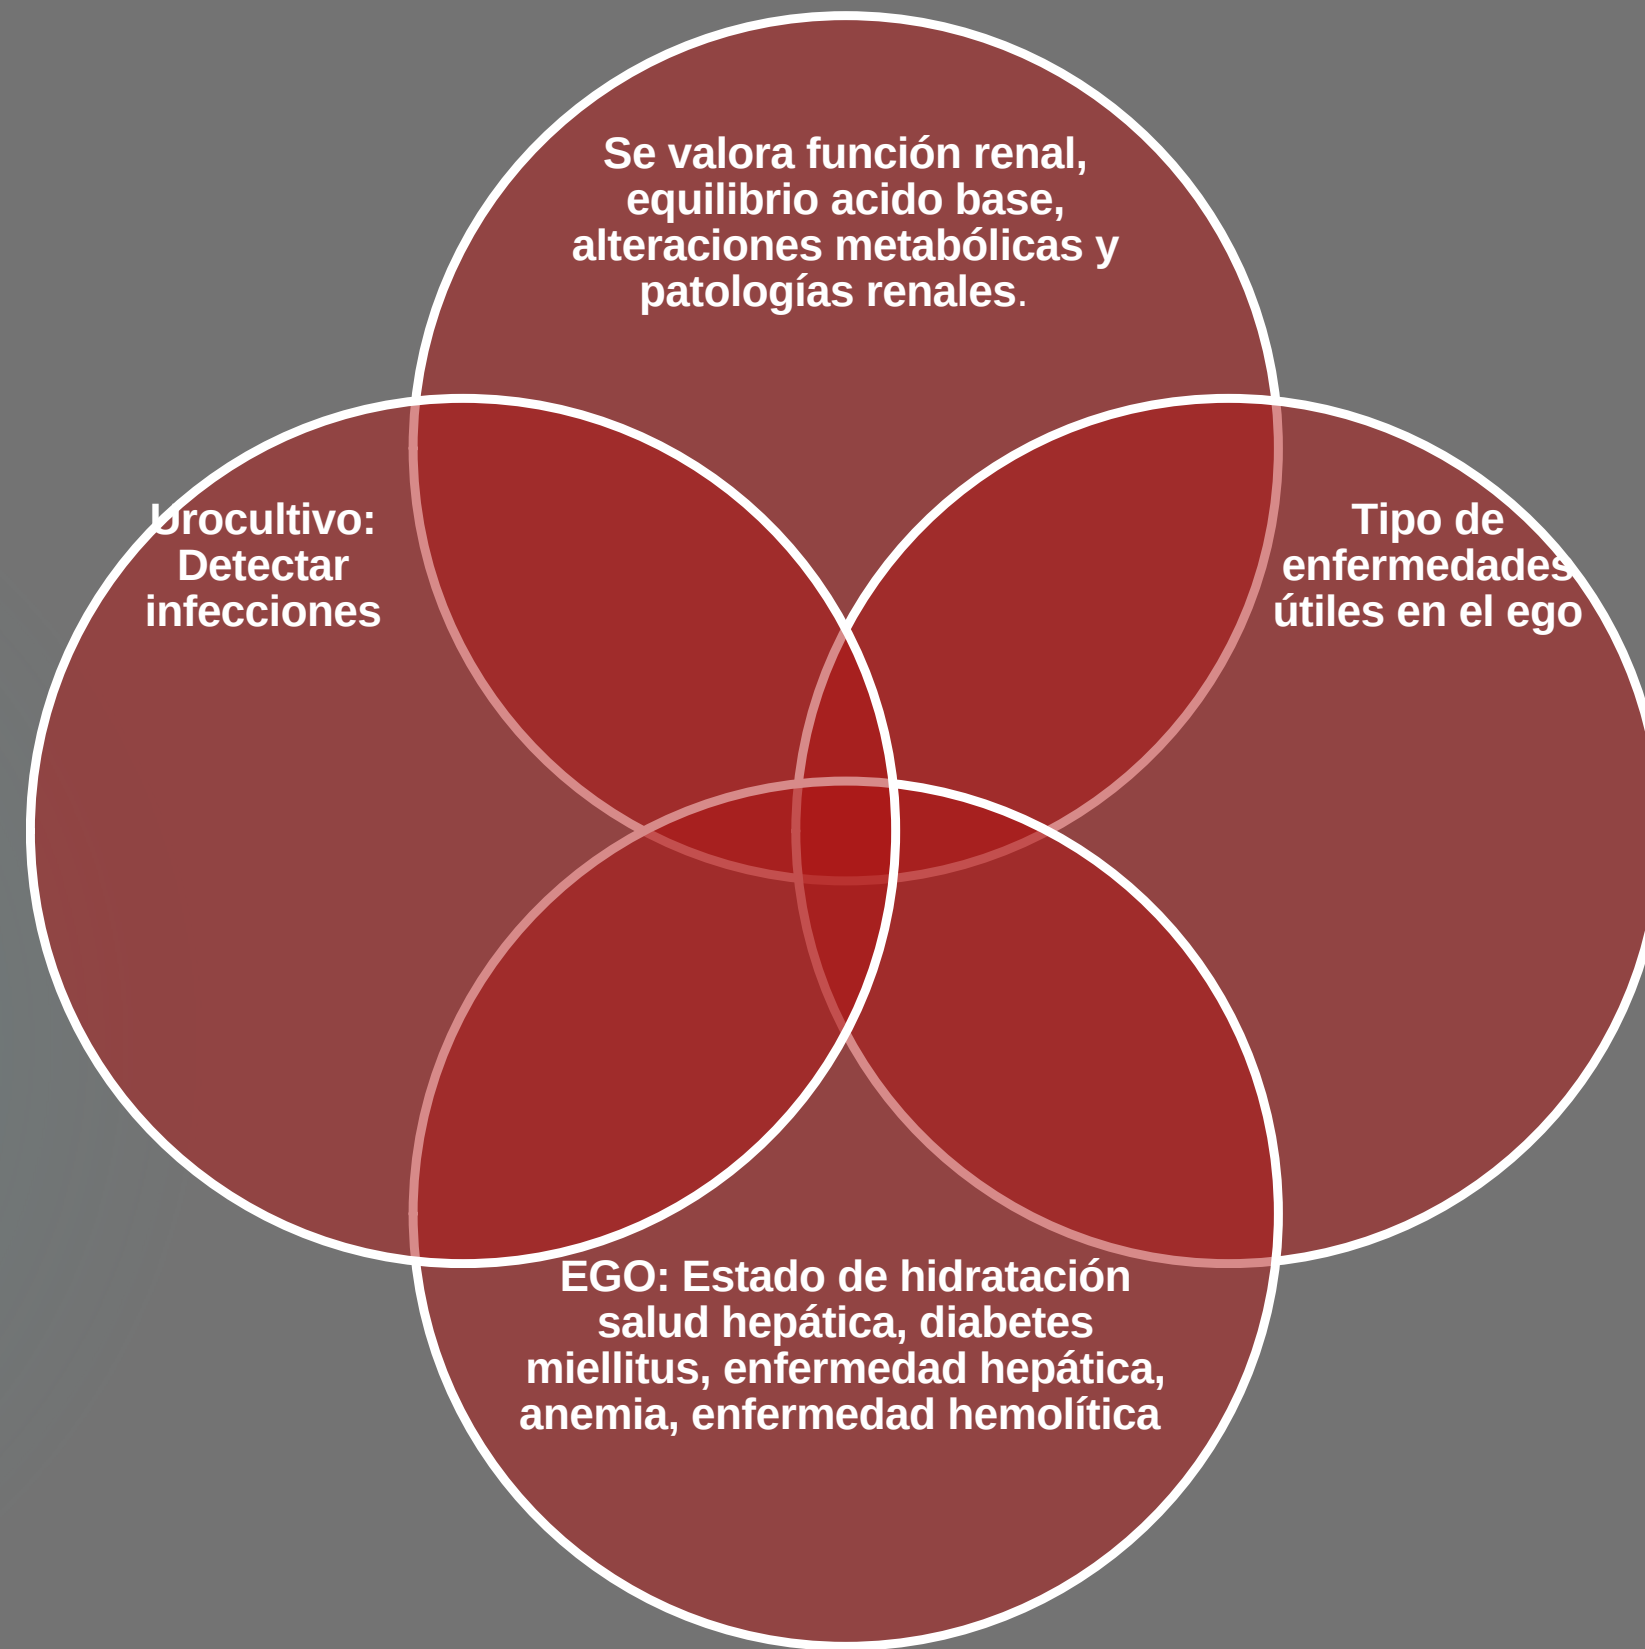 Se valora función renal,
equilibrio acido base,
alteraciones metabólicas y
patologías renales.
Urocultivo:
Detectar
infecciones
Tipo de
enfermedades
útiles en el ego
EGO: Estado de hidratación
salud hepática, diabetes
miellitus, enfermedad hepática,
anemia, enfermedad hemolítica